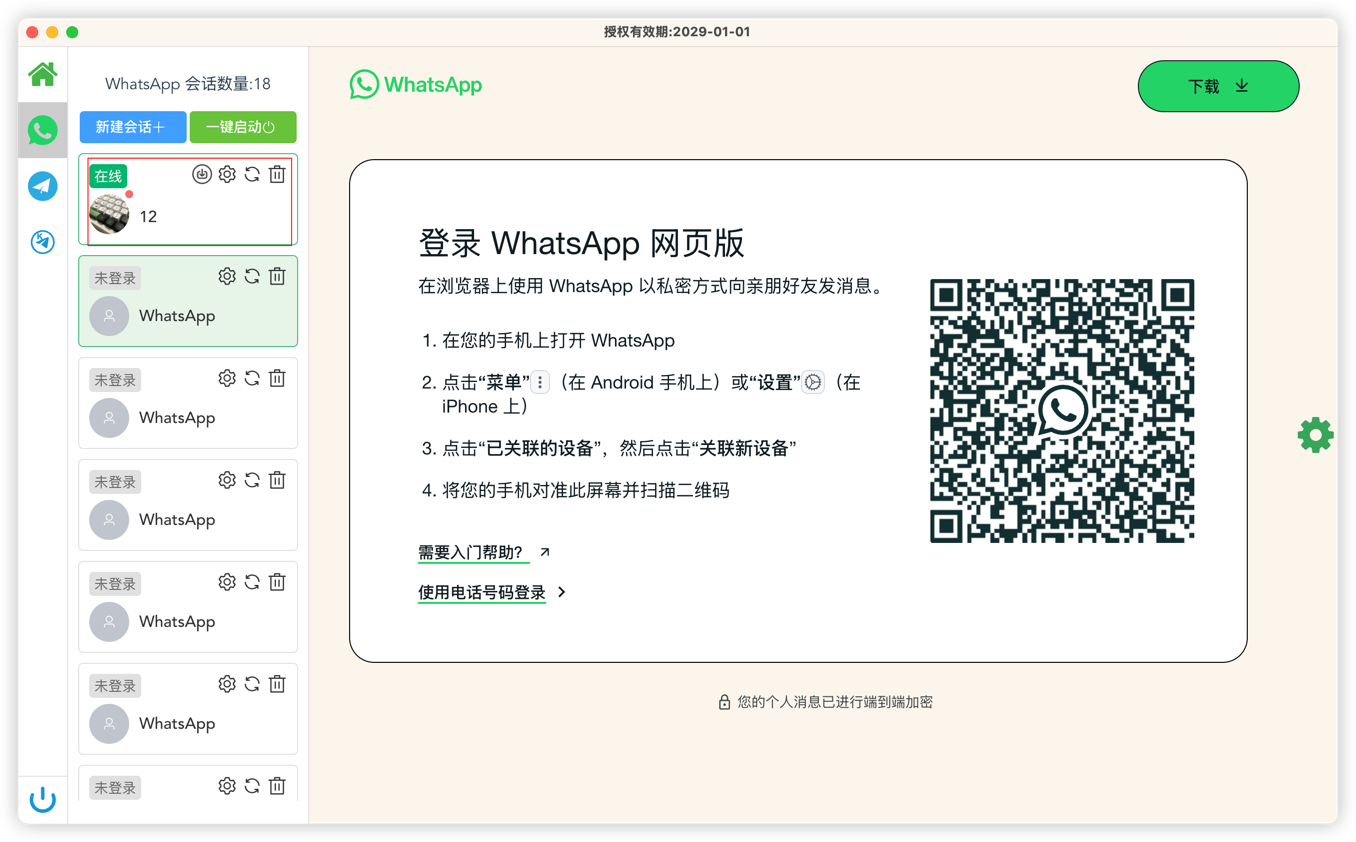 授权有效期:2029-01-01
WhatsApp 会话数量:18
新建会话
一键启动
在线
12
未登录
WhatsApp
未登录
WhatsApp
未登录
WhatsApp
未登录
WhatsApp
未登录
WhatsApp
未登录
WhatsApp
下载
登录 WhatsApp 网页版
在浏览器上使用 WhatsApp 以私密方式向亲朋好友发消息。
1. 在您的手机上打开 WhatsApp
2. 点击“菜单”（在 Android 手机上）或“设置”（在
iPhone 上）
3. 点击“已关联的设备”，然后点击“关联新设备”
4. 将您的手机对准此屏幕并扫描二维码
需要入门帮助?
使用电话号码登录
您的个人消息已进行端到端加密